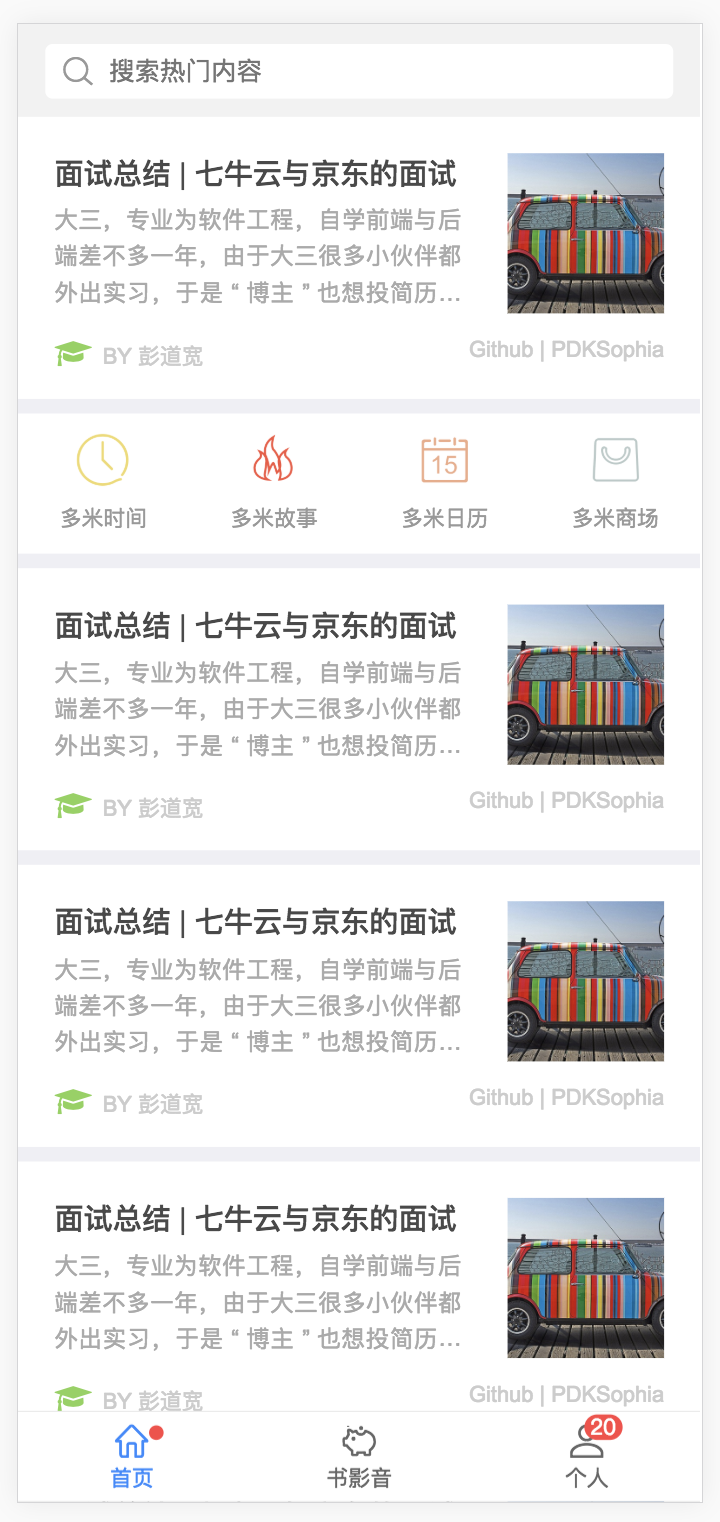 搜索热门内容
面试总结 | 七牛云与京东的面试
大三，专业为软件工程，自学前端与后
端差不多一年，由于大三很多小伙伴都
外出实习，于是 “ 博主 ” 也想投简历...
BY 彭道宽
Github | PDKSophia
15
多米时间
多米故事
多米日历
多米商场
面试总结 | 七牛云与京东的面试
大三，专业为软件工程，自学前端与后
端差不多一年，由于大三很多小伙伴都
外出实习，于是 “ 博主 ” 也想投简历...
BY 彭道宽
Github | PDKSophia
面试总结 | 七牛云与京东的面试
大三，专业为软件工程，自学前端与后
端差不多一年，由于大三很多小伙伴都
外出实习，于是 “ 博主 ” 也想投简历...
BY 彭道宽
Github | PDKSophia
面试总结 | 七牛云与京东的面试
大三，专业为软件工程，自学前端与后
端差不多一年，由于大三很多小伙伴都
外出实习，于是 “ 博主 ” 也想投简历...
BY 彭道宽
Github | PDKSophia
20
首页
书影音
个人